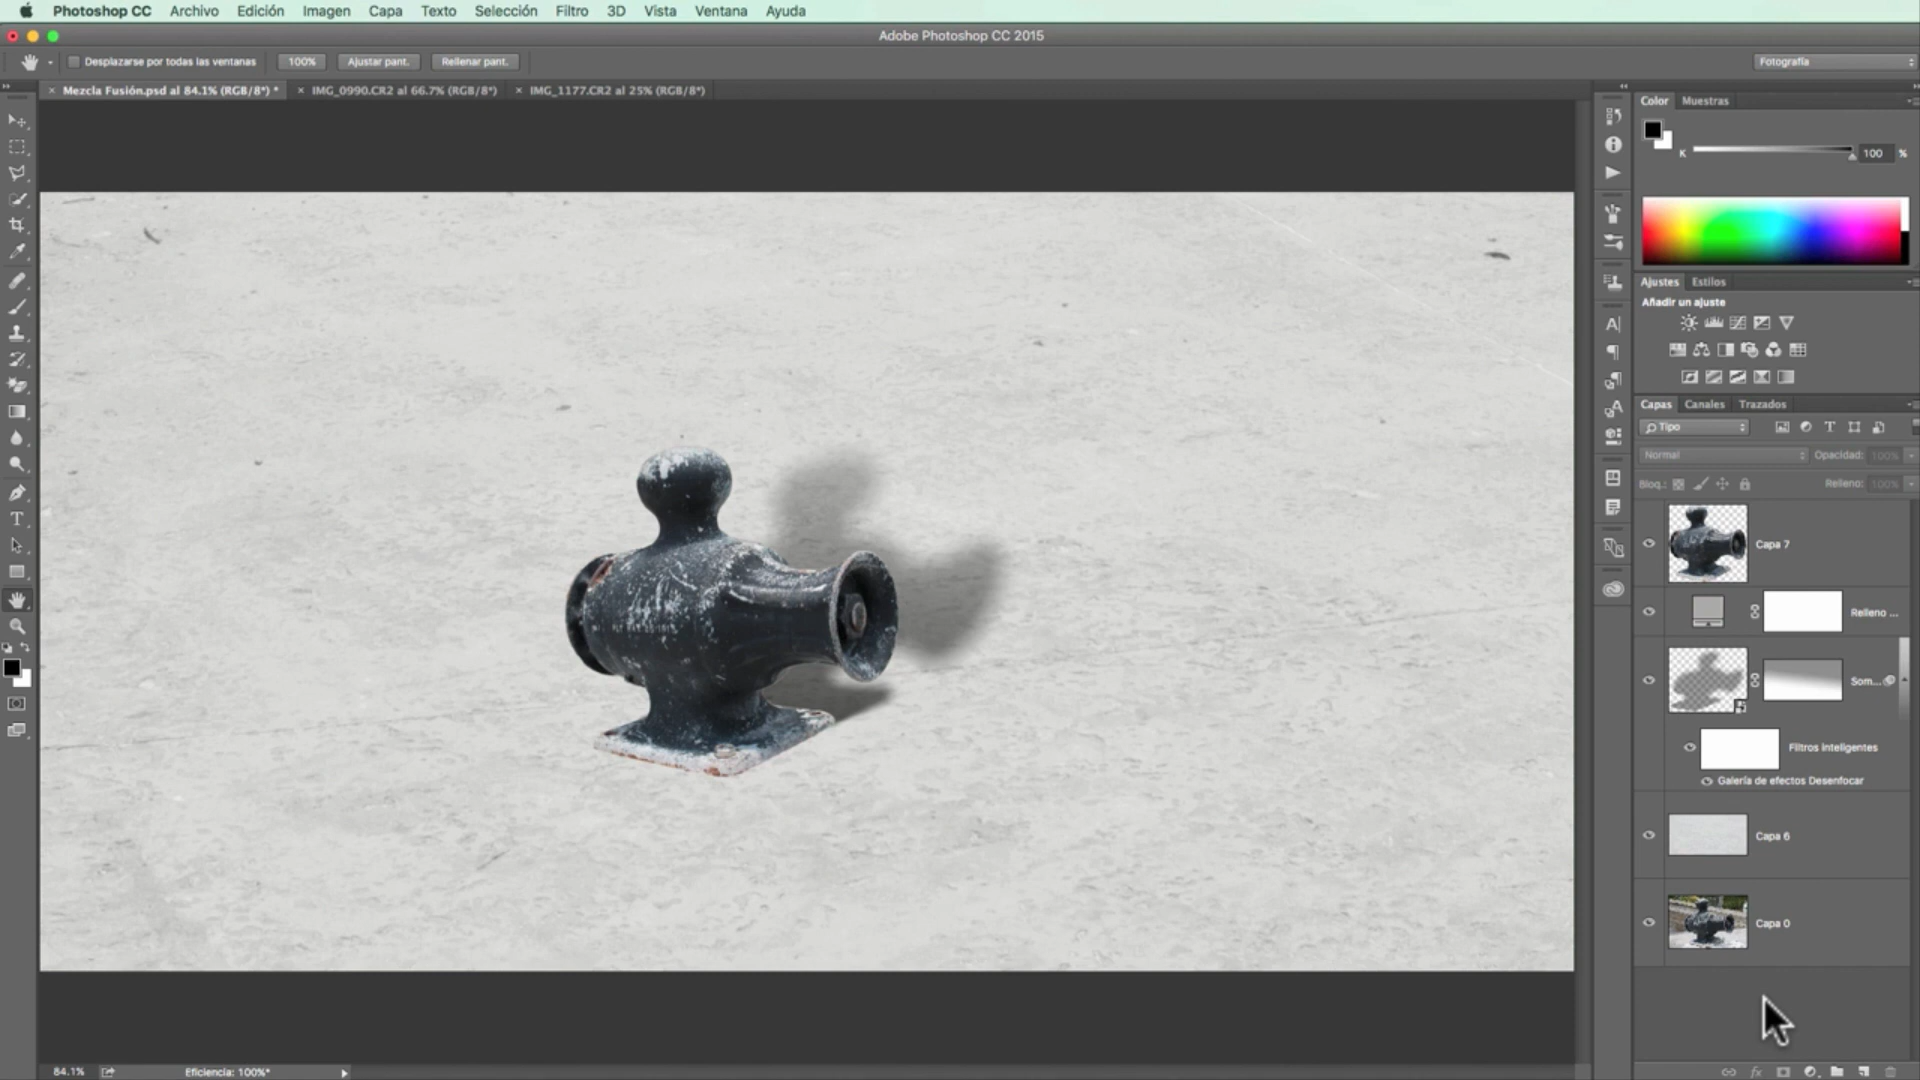 Photoshop CC Archivo Edición Imagen Capa Texto Selección Filtro 3D Vista Ventana Ayuda
Adobe Photoshop CC 2015
Desplazarse por todas las ventanas 100% Ajustar pant. Rellenar pant. Fotografía
Mezcla Fusión.psd al 84.1% (RGB/8*) * IMG_0990.CR2 al 66.7% (RGB/8*) IMG_1177.CR2 al 25% (RGB/8*)
Color Muestras
K 100 %
Ajustes Estilos
Añadir un ajuste
Capas Canales Trazados
Tipo
Normal Opacidad: 100%
Bloq.: Relleno: 100%
Capa 7
Relleno ...
Som...
Filtros inteligentes
Galería de efectos Desenfocar
Capa 6
Capa 0
84.1% Eficiencia: 100%*